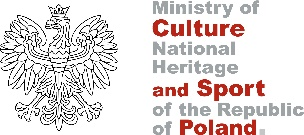 Ministry of
Culture
National
Heritage
and Sport
of the Republic
of Poland.